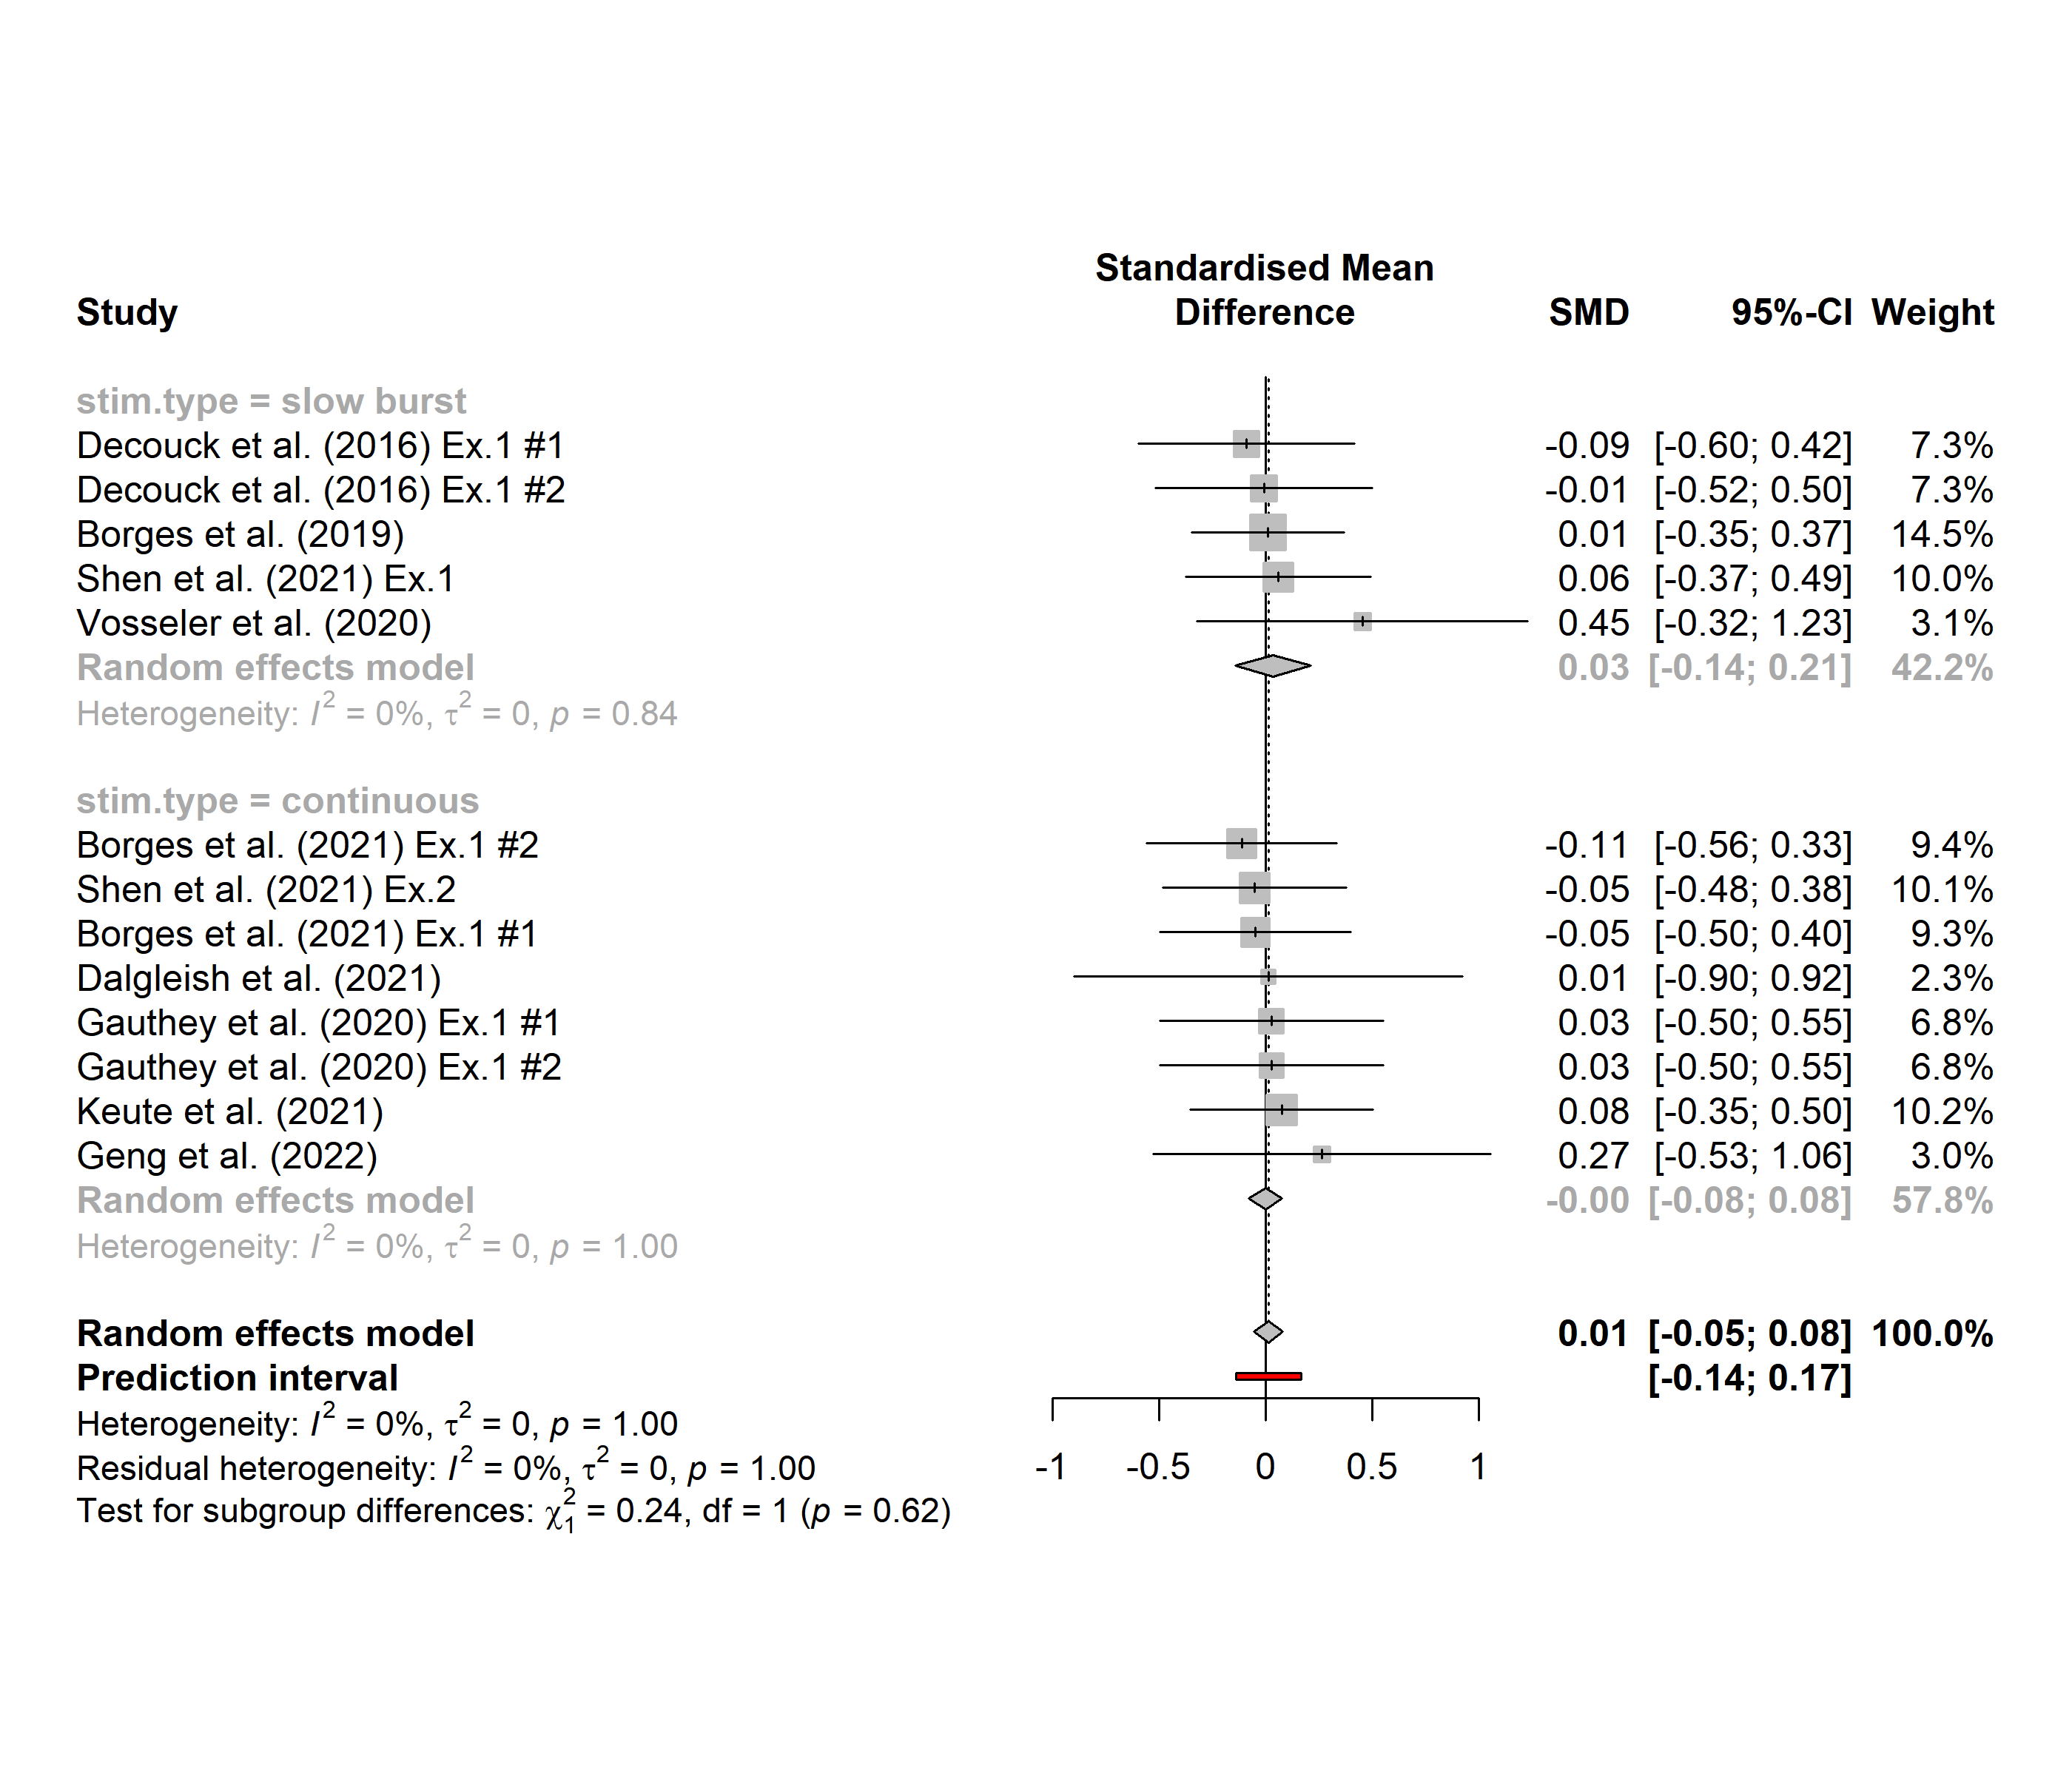 Standardised Mean
Study Difference SMD 95%-CI Weight
stim.type = slow burst
Decouck et al. (2016) Ex.1 #1 -0.09 [-0.60; 0.42] 7.3%
Decouck et al. (2016) Ex.1 #2 -0.01 [-0.52; 0.50] 7.3%
Borges et al. (2019) 0.01 [-0.35; 0.37] 14.5%
Shen et al. (2021) Ex.1 0.06 [-0.37; 0.49] 10.0%
Vosseler et al. (2020) 0.45 [-0.32; 1.23] 3.1%
Random effects model 0.03 [-0.14; 0.21] 42.2%
Heterogeneity: I² = 0%, τ² = 0, p = 0.84
stim.type = continuous
Borges et al. (2021) Ex.1 #2 -0.11 [-0.56; 0.33] 9.4%
Shen et al. (2021) Ex.2 -0.05 [-0.48; 0.38] 10.1%
Borges et al. (2021) Ex.1 #1 -0.05 [-0.50; 0.40] 9.3%
Dalgleish et al. (2021) 0.01 [-0.90; 0.92] 2.3%
Gauthey et al. (2020) Ex.1 #1 0.03 [-0.50; 0.55] 6.8%
Gauthey et al. (2020) Ex.1 #2 0.03 [-0.50; 0.55] 6.8%
Keute et al. (2021) 0.08 [-0.35; 0.50] 10.2%
Geng et al. (2022) 0.27 [-0.53; 1.06] 3.0%
Random effects model -0.00 [-0.08; 0.08] 57.8%
Heterogeneity: I² = 0%, τ² = 0, p = 1.00
Random effects model 0.01 [-0.05; 0.08] 100.0%
Prediction interval [-0.14; 0.17]
Heterogeneity: I² = 0%, τ² = 0, p = 1.00
Residual heterogeneity: I² = 0%, τ² = 0, p = 1.00
-1 -0.5 0 0.5 1
Test for subgroup differences: χ²₁ = 0.24, df = 1 (p = 0.62)